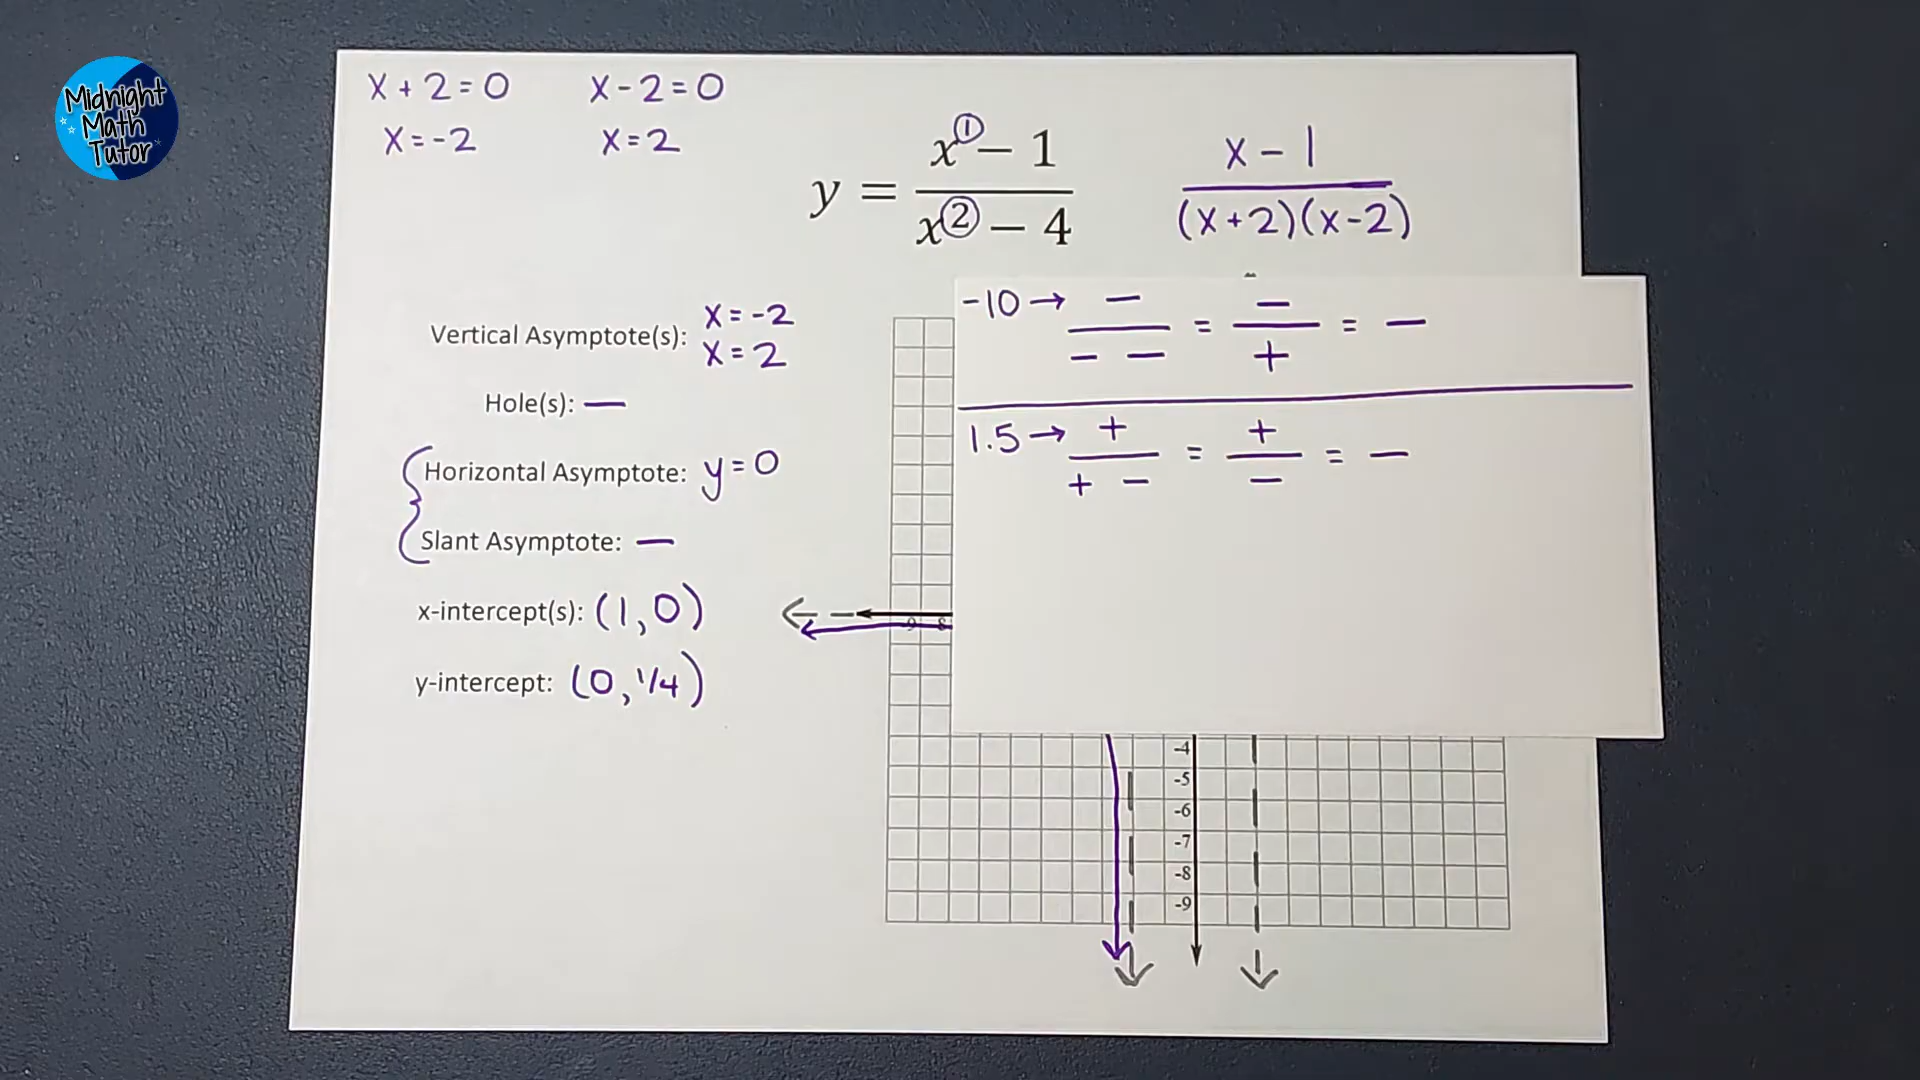 Midnight
Math
Tutor
x + 2 = 0
x = -2
x - 2 = 0
x = 2
y = x① − 1 / x② − 4
x - 1 / (x+2)(x-2)
Vertical Asymptote(s): x = -2
x = 2
Hole(s): —
Horizontal Asymptote: y = 0
Slant Asymptote: —
x-intercept(s): (1, 0)
y-intercept: (0, 1/4)
-10 → − / − − = − / + = −
1.5 → + / + − = + / − = −
-9 -8
-4
-5
-6
-7
-8
-9